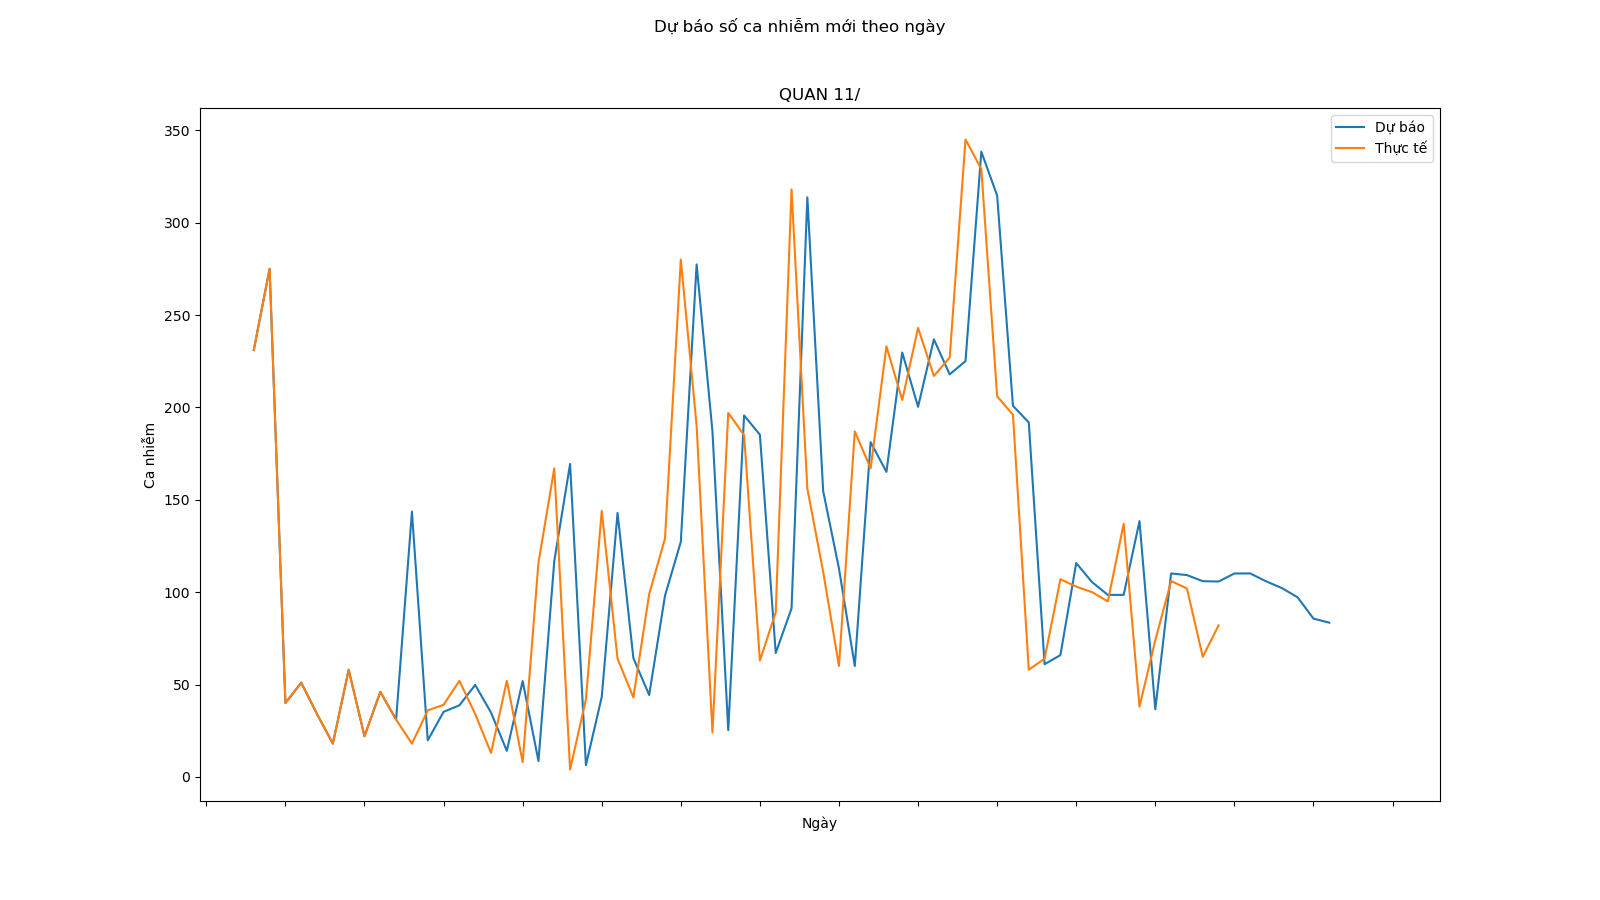 Dự báo số ca nhiễm mới theo ngày
QUAN 11/
Dự báo
Thực tế
350
300
250
200
150
100
50
0
Ca nhiễm
Ngày